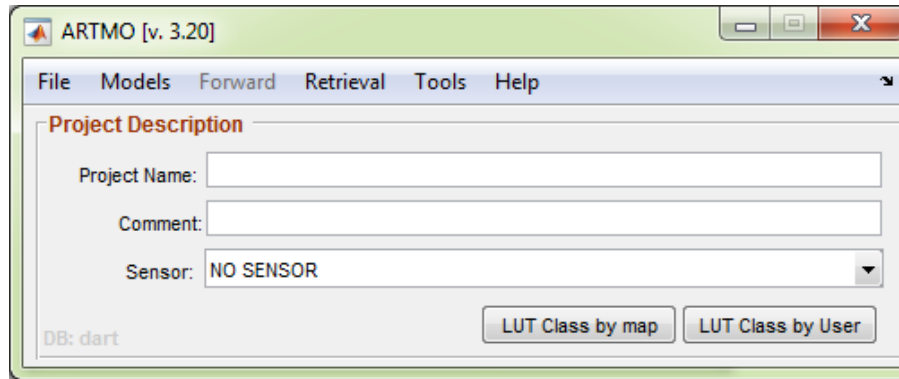 ARTMO [v. 3.20]
File Models Forward Retrieval Tools Help
Project Description
Project Name:
Comment:
Sensor: NO SENSOR
LUT Class by map LUT Class by User
DB: dart